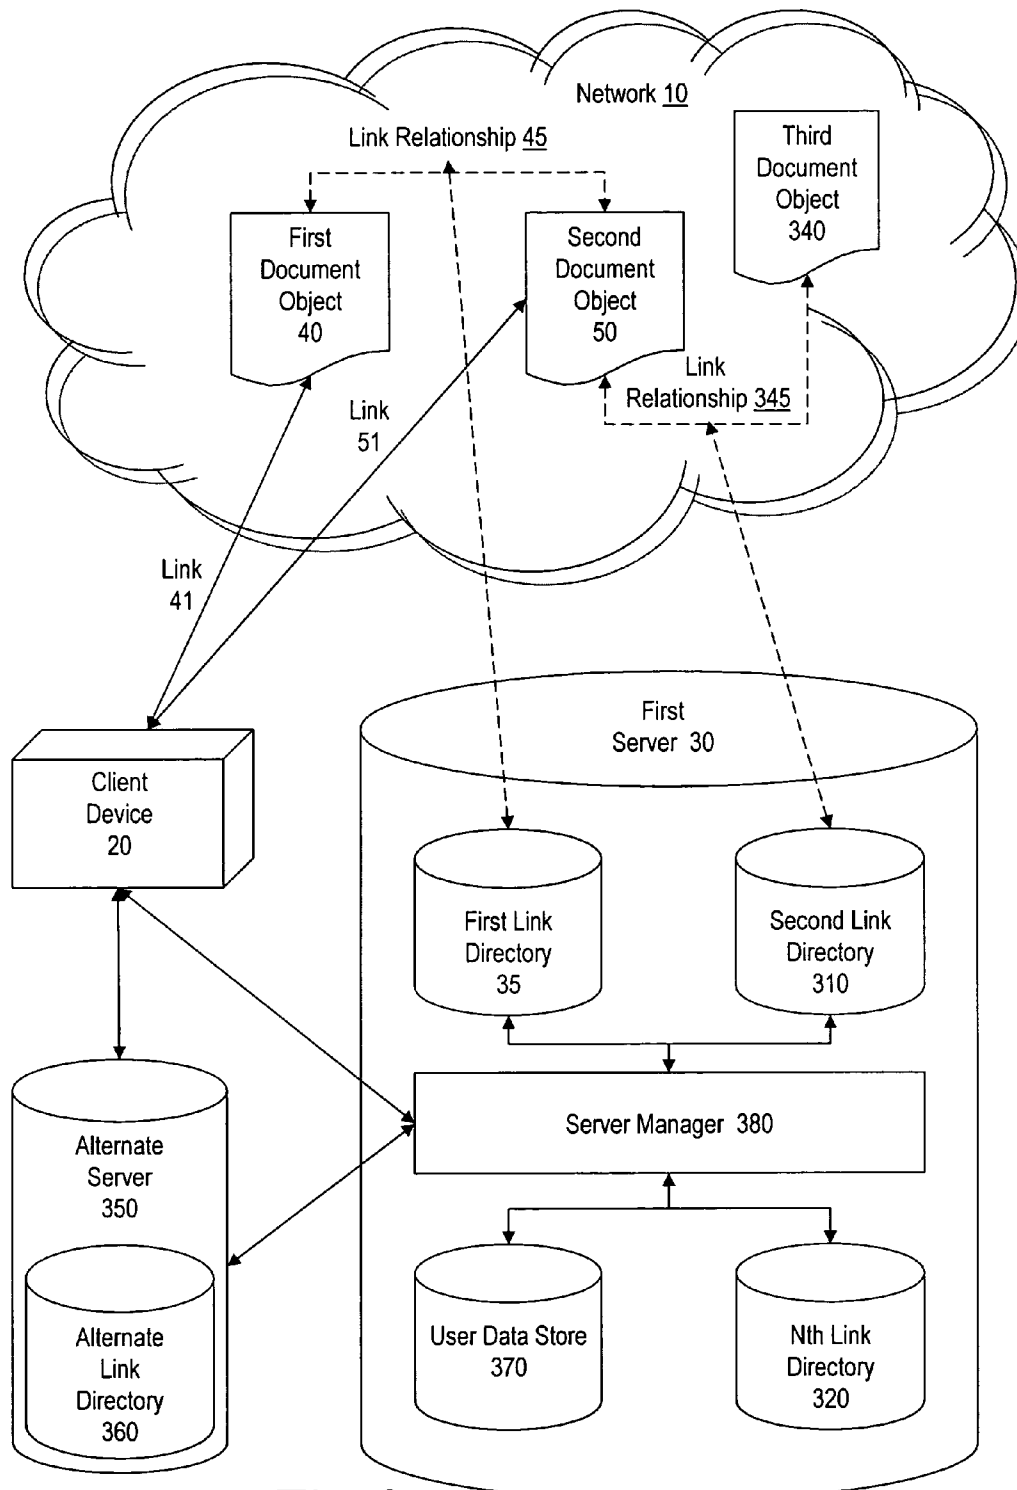 Network 10
Link Relationship 45
Third
Document
Object
340
First
Document
Object
40
Second
Document
Object
50
Link
Relationship 345
Link
51
Link
41
First
Server 30
Client
Device
20
First Link
Directory
35
Second Link
Directory
310
Server Manager 380
Alternate
Server
350
Alternate
Link
Directory
360
User Data Store
370
Nth Link
Directory
320